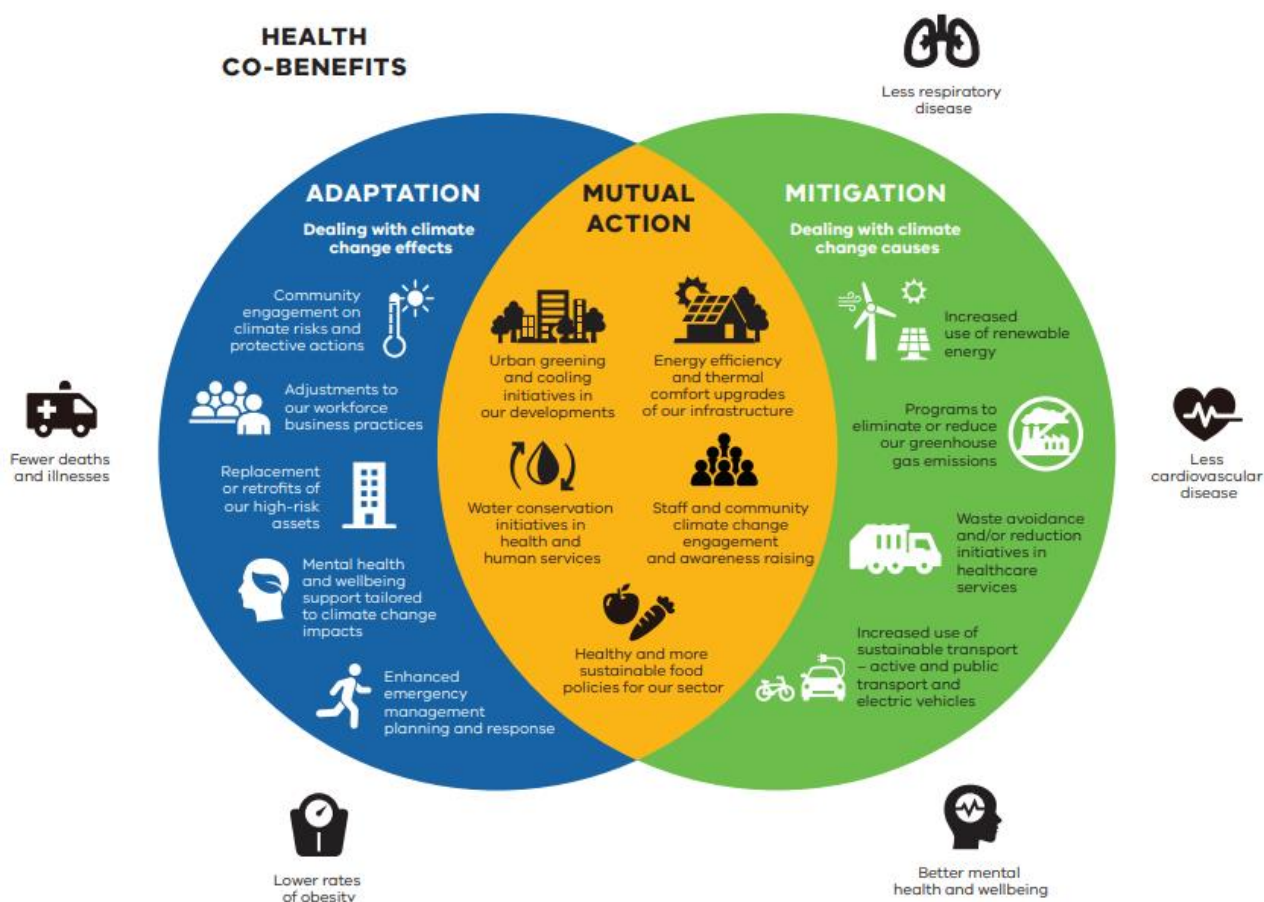 HEALTH
CO-BENEFITS
Less respiratory
disease
ADAPTATION
Dealing with climate
change effects
Community
engagement on
climate risks and
protective actions
Adjustments to
our workforce
business practices
Replacement
or retrofits of
our high-risk
assets
Mental health
and wellbeing
support tailored
to climate change
impacts
Enhanced
emergency
management
planning and response
MUTUAL
ACTION
Urban greening
and cooling
initiatives in
our developments
Energy efficiency
and thermal
comfort upgrades
of our infrastructure
Water conservation
initiatives in
health and
human services
Staff and community
climate change
engagement
and awareness raising
Healthy and more
sustainable food
policies for our sector
MITIGATION
Dealing with climate
change causes
Increased
use of renewable
energy
Programs to
eliminate or reduce
our greenhouse
gas emissions
Waste avoidance
and/or reduction
initiatives in
healthcare
services
Increased use of
sustainable transport
– active and public
transport and
electric vehicles
Fewer deaths
and illnesses
Less
cardiovascular
disease
Lower rates
of obesity
Better mental
health and wellbeing